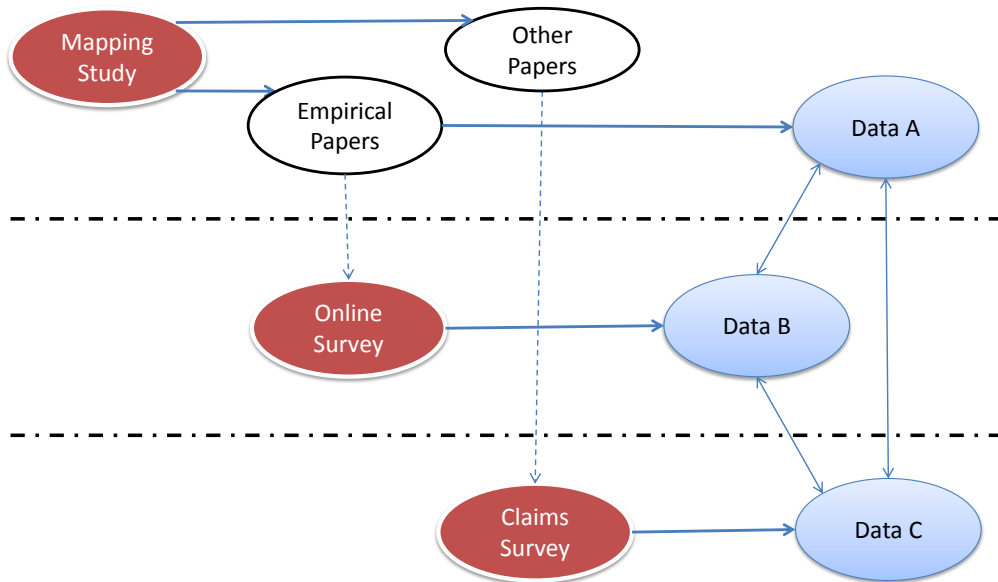 Mapping
Study
Other
Papers
Empirical
Papers
Data A
Online
Survey
Data B
Claims
Survey
Data C